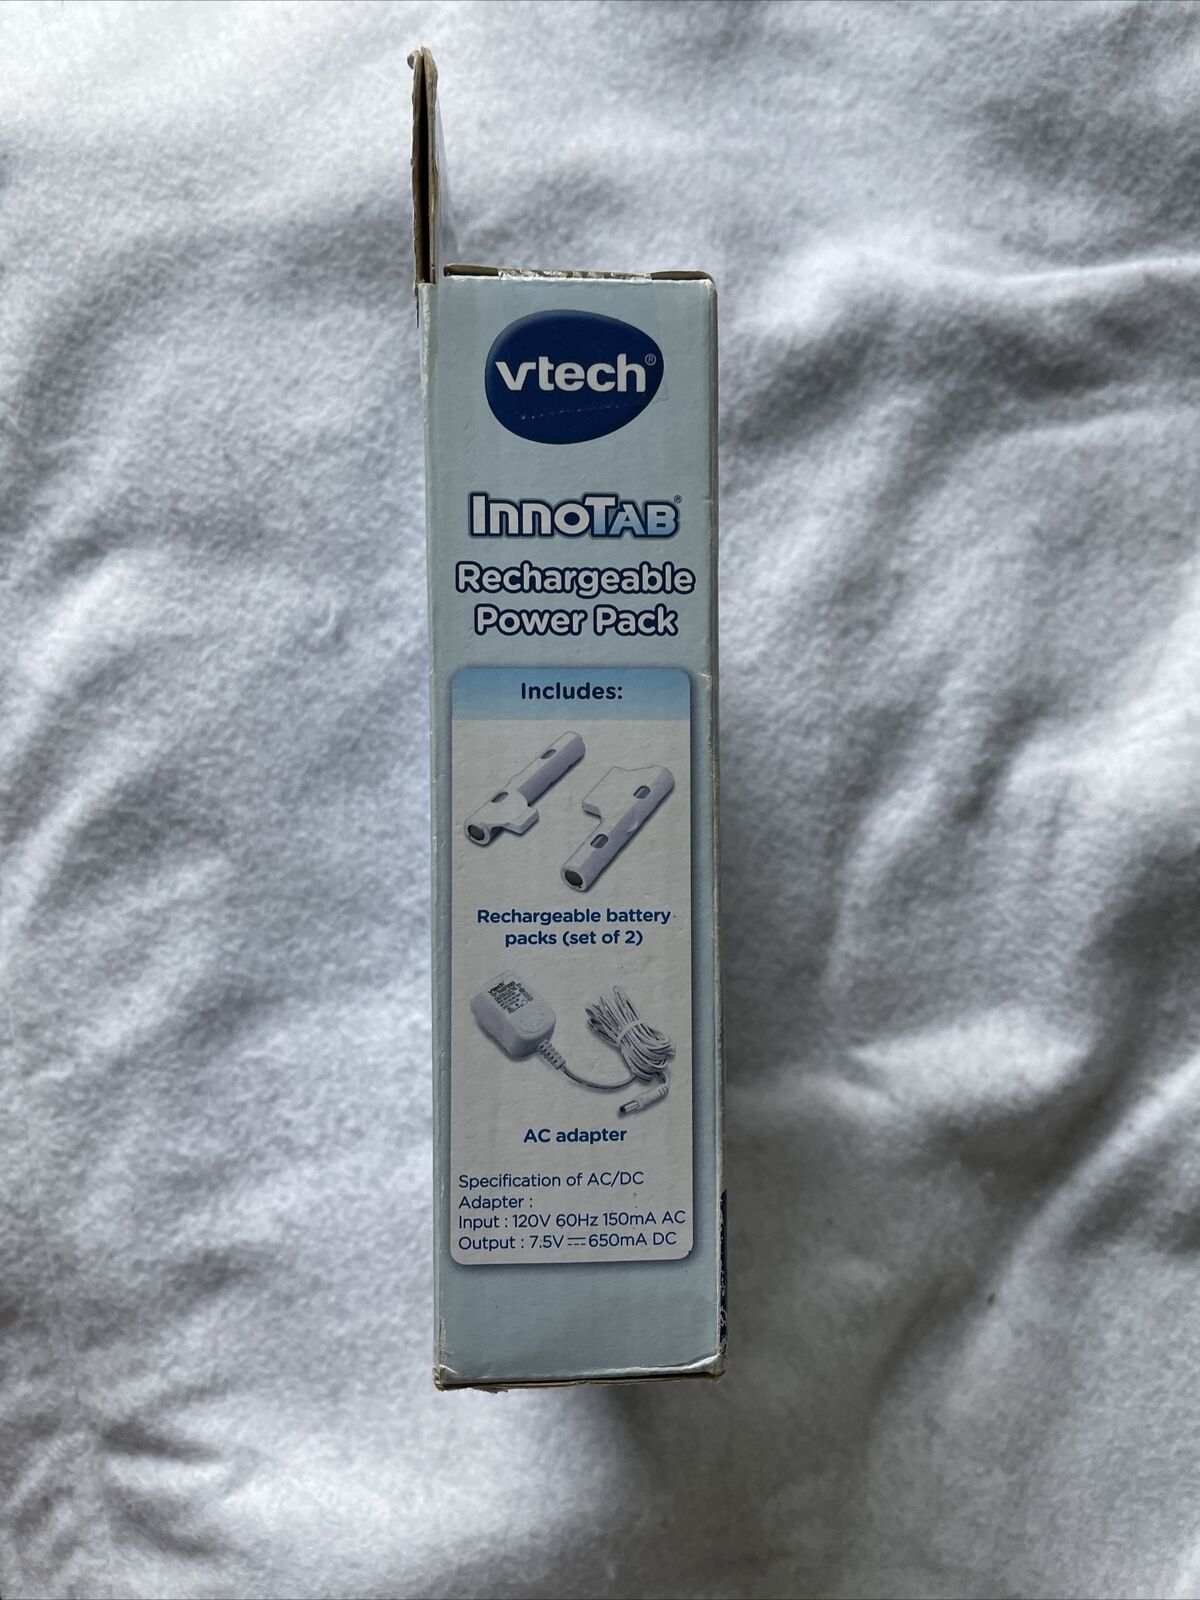 vtech®
InnoTab®
Rechargeable
Power Pack
Includes:
Rechargeable battery
packs (set of 2)
vtech
AC adapter
Specification of AC/DC
Adapter :
Input : 120V 60Hz 150mA AC
Output : 7.5V ⎓ 650mA DC